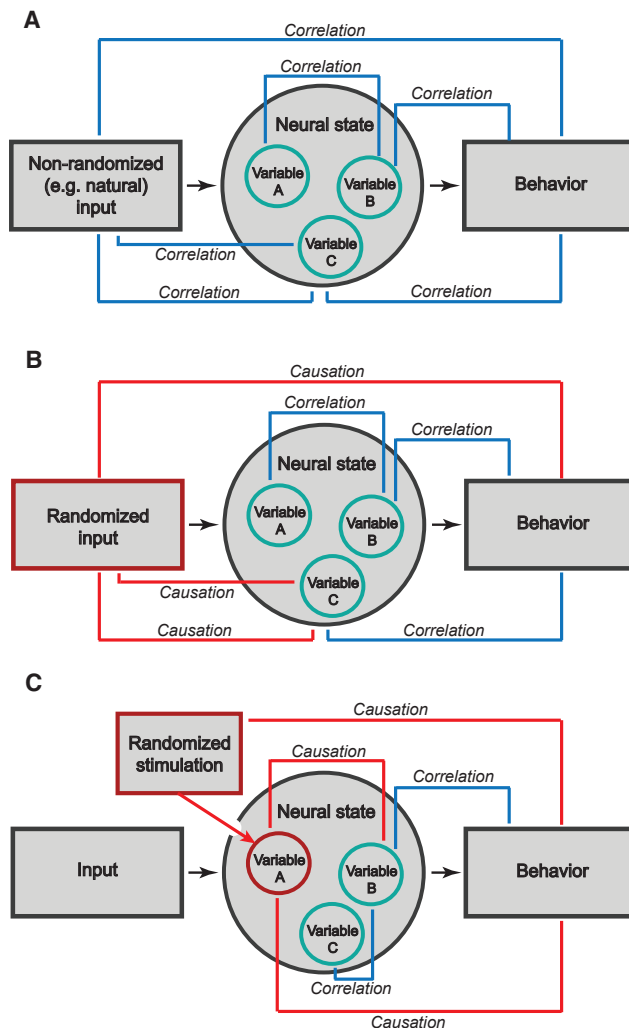 A
Correlation
Correlation
Correlation
Neural state
Non-randomized
(e.g. natural)
input
Variable
A
Variable
B
Behavior
Variable
C
Correlation
Correlation
Correlation
B
Causation
Correlation
Correlation
Neural state
Randomized
input
Variable
A
Variable
B
Behavior
Variable
C
Causation
Causation
Correlation
C
Causation
Randomized
stimulation
Causation
Correlation
Neural state
Input
Variable
A
Variable
B
Behavior
Variable
C
Correlation
Causation